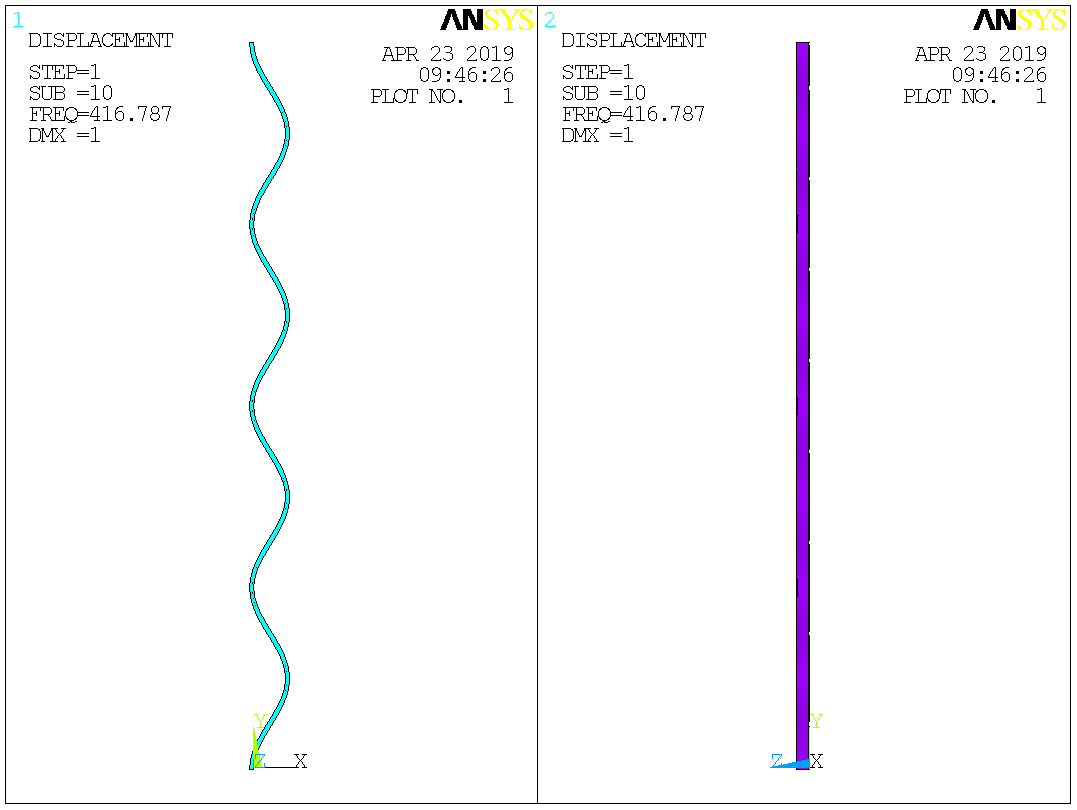 1
ANSYS
DISPLACEMENT
STEP=1
SUB =10
FREQ=416.787
DMX =1
APR 23 2019
09:46:26
PLOT NO. 1
Y
Z X
2
ANSYS
DISPLACEMENT
STEP=1
SUB =10
FREQ=416.787
DMX =1
APR 23 2019
09:46:26
PLOT NO. 1
Y
Z X